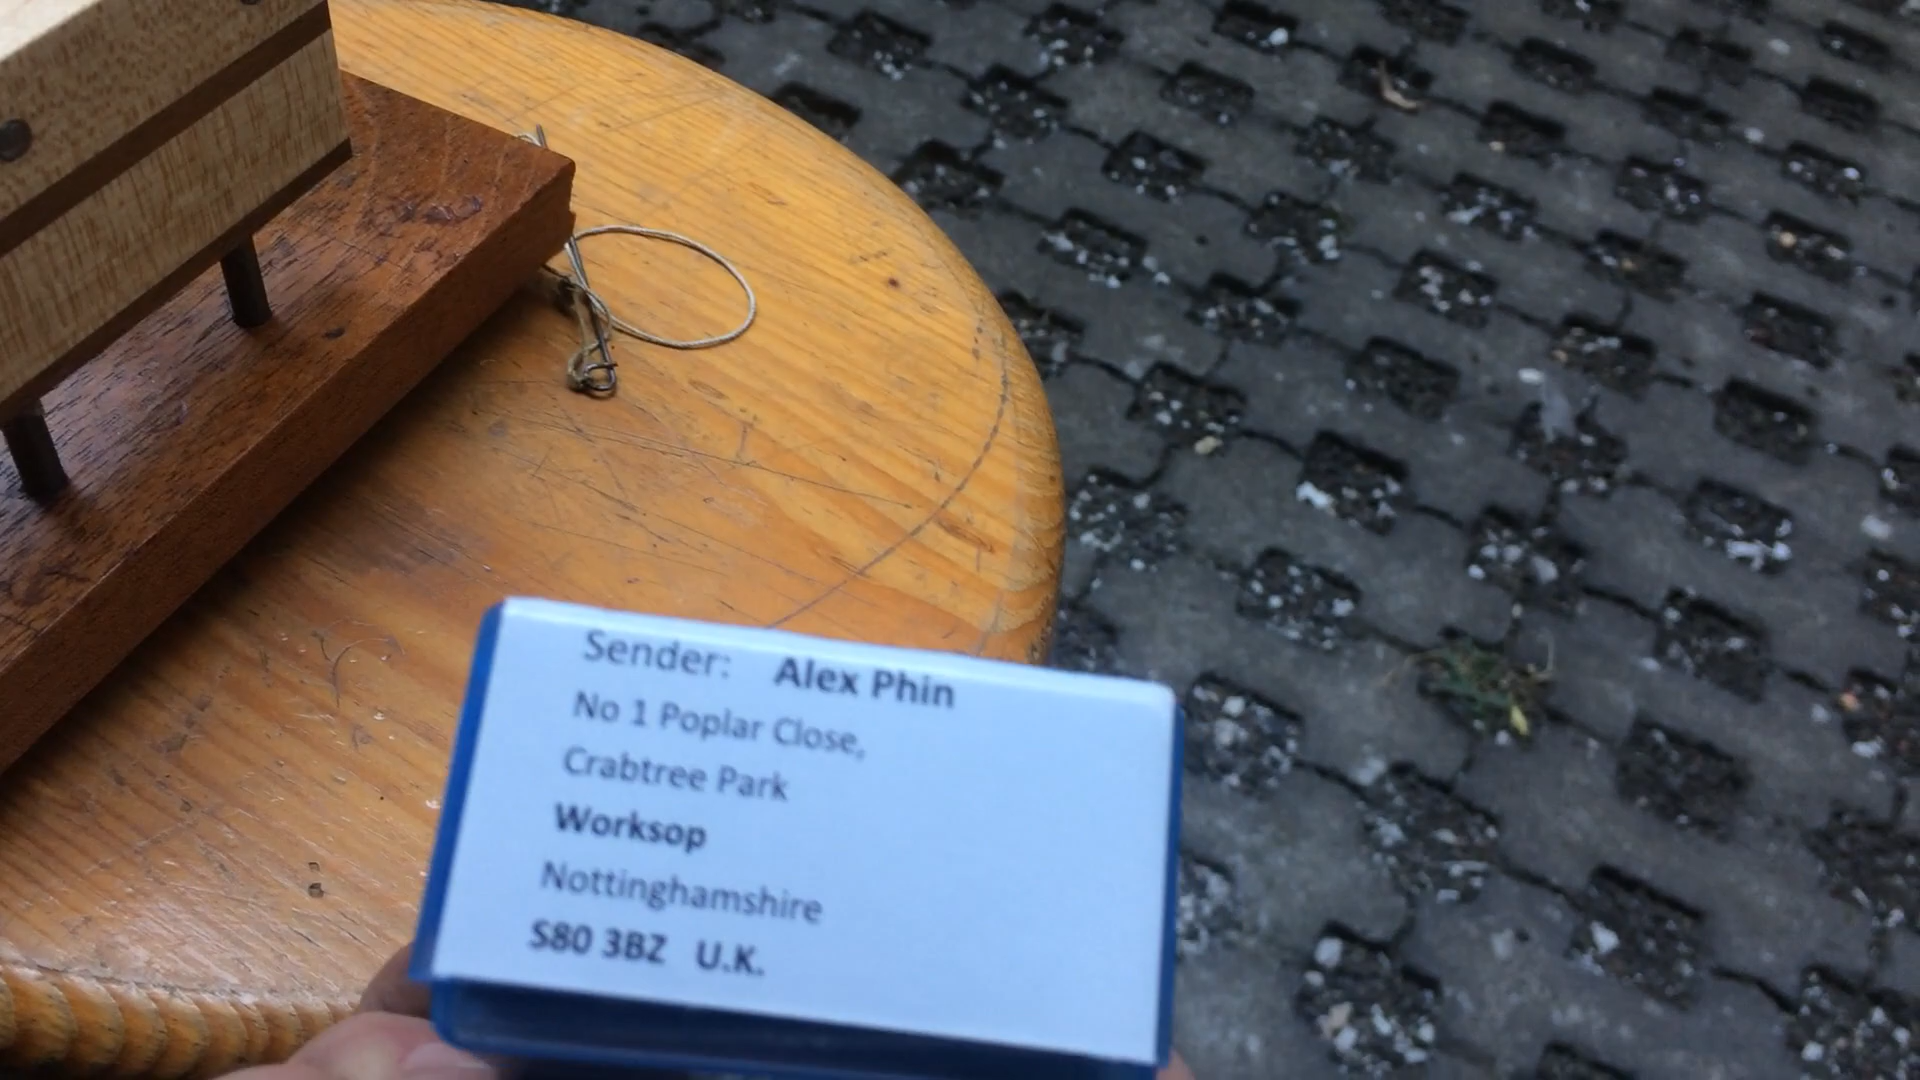 Sender: Alex Phin
No 1 Poplar Close,
Crabtree Park
Worksop
Nottinghamshire
S80 3BZ U.K.